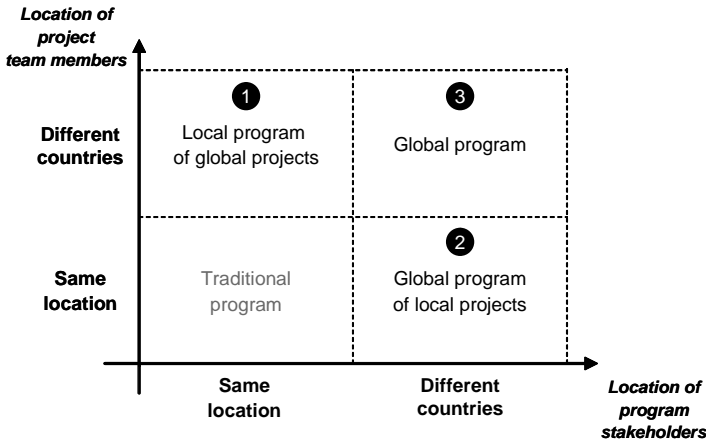 Location of
project
team members
Different
countries
1
Local program
of global projects
3
Global program
Same
location
Traditional
program
2
Global program
of local projects
Same
location
Different
countries
Location of
program
stakeholders